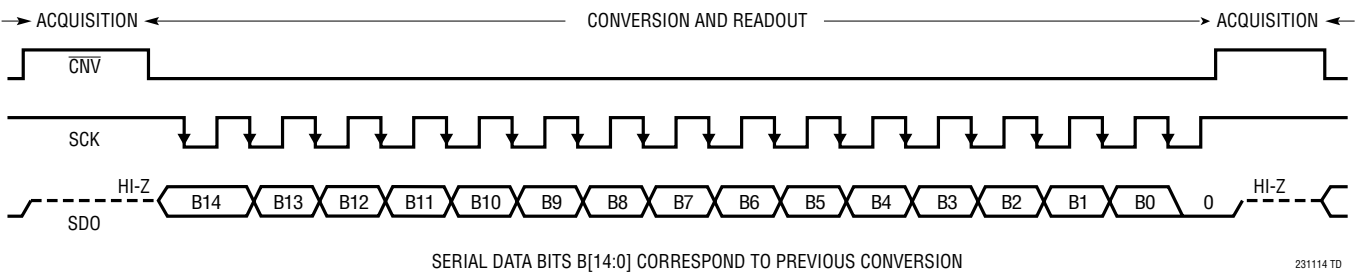 ACQUISITION CONVERSION AND READOUT ACQUISITION
CNV
SCK
HI-Z B14 B13 B12 B11 B10 B9 B8 B7 B6 B5 B4 B3 B2 B1 B0 0 HI-Z
SDO
SERIAL DATA BITS B[14:0] CORRESPOND TO PREVIOUS CONVERSION
231114 TD